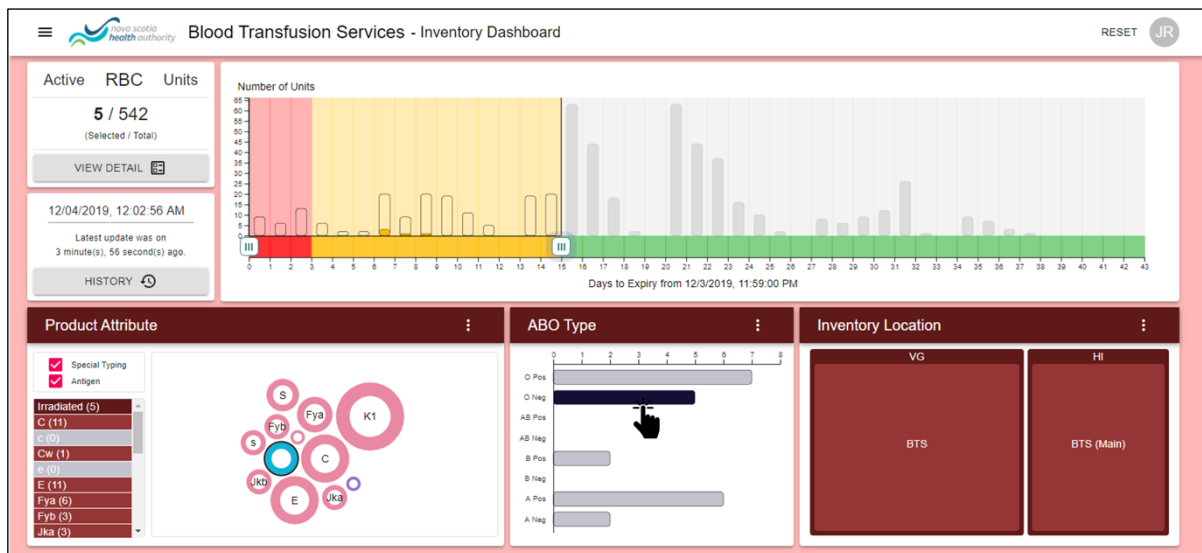 nova scotia
health authority
Blood Transfusion Services - Inventory Dashboard
RESET
JR
Active RBC Units
5 / 542
(Selected / Total)
VIEW DETAIL
12/04/2019, 12:02:56 AM
Latest update was on
3 minute(s), 56 second(s) ago.
HISTORY
Number of Units
65
60
55
50
45
40
35
30
25
20
15
10
5
0
0 1 2 3 4 5 6 7 8 9 10 11 12 13 14 15 16 17 18 19 20 21 22 23 24 25 26 27 28 29 30 31 32 33 34 35 36 37 38 39 40 41 42 43
Days to Expiry from 12/3/2019, 11:59:00 PM
Product Attribute
Special Typing
Antigen
Irradiated (5)
C (11)
c (0)
Cw (1)
e (0)
E (11)
Fya (6)
Fyb (3)
Jka (3)
S
Fya
K1
Fyb
s
C
Jkb
E
Jka
ABO Type
0 1 2 3 4 5 6 7 8
O Pos
O Neg
AB Pos
AB Neg
B Pos
B Neg
A Pos
A Neg
Inventory Location
VG
HI
BTS
BTS (Main)